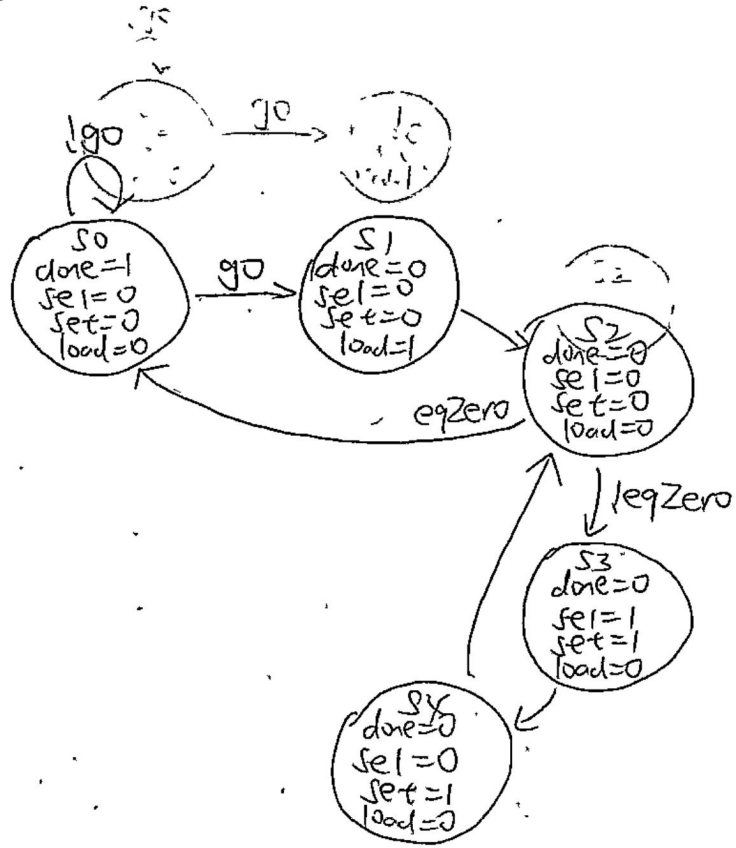 go
!go
S0
done=1
sel=0
set=0
load=0
go
S1
done=0
sel=0
set=0
load=1
S2
done=0
sel=0
set=0
load=0
eqZero
!eqZero
S3
done=0
sel=1
set=1
load=0
S4
done=0
sel=0
set=1
load=0